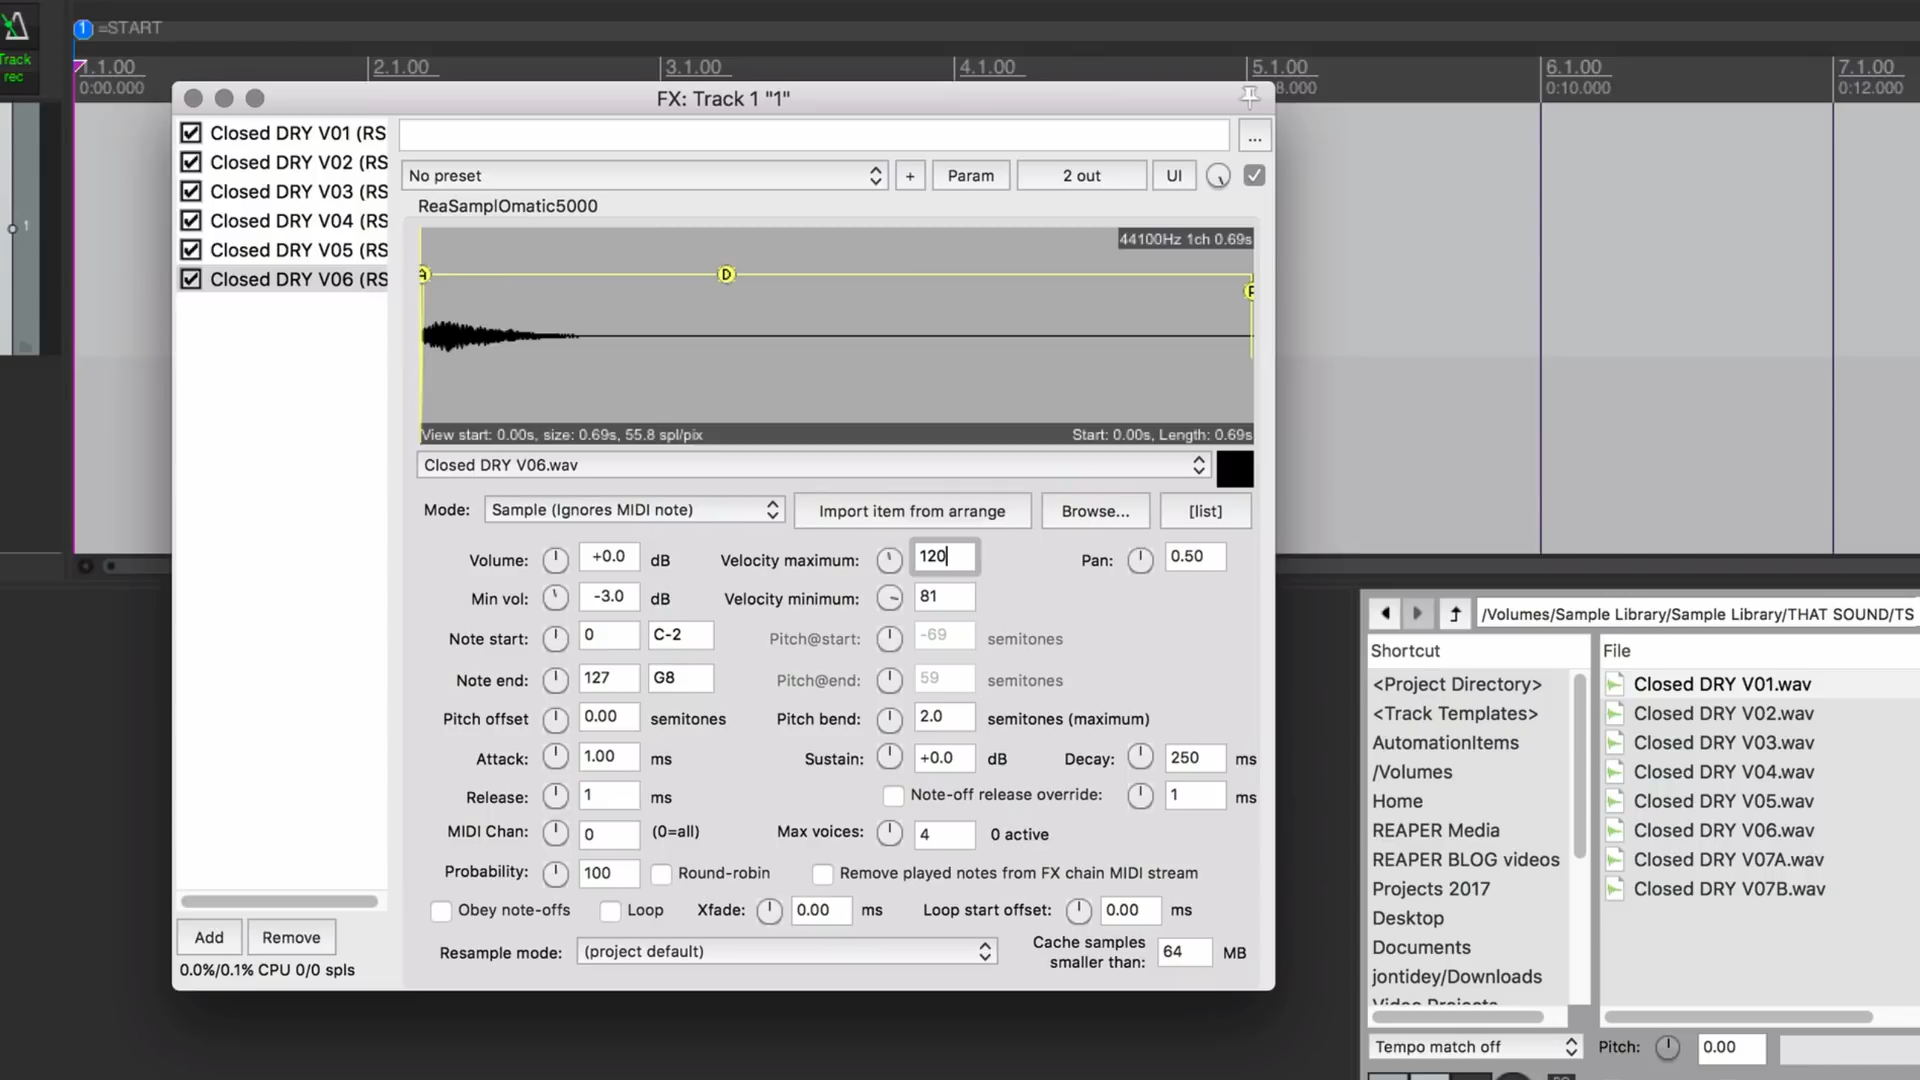 1 =START
Track
rec
1.1.00 2.1.00 3.1.00 4.1.00 5.1.00 6.1.00 7.1.00
0:00.000 8.000 0:10.000 0:12.000
1
FX: Track 1 "1"
Closed DRY V01 (RS
Closed DRY V02 (RS
Closed DRY V03 (RS
Closed DRY V04 (RS
Closed DRY V05 (RS
Closed DRY V06 (RS
...
No preset + Param 2 out UI
ReaSamplOmatic5000
44100Hz 1ch 0.69s
A D
View start: 0.00s, size: 0.69s, 55.8 spl/pix Start: 0.00s, Length: 0.69s
Closed DRY V06.wav
Mode: Sample (Ignores MIDI note) Import item from arrange Browse... [list]
Volume: +0.0 dB Velocity maximum: 120 Pan: 0.50
Min vol: -3.0 dB Velocity minimum: 81
Note start: 0 C-2 Pitch@start: -69 semitones
Note end: 127 G8 Pitch@end: 59 semitones
Pitch offset 0.00 semitones Pitch bend: 2.0 semitones (maximum)
Attack: 1.00 ms Sustain: +0.0 dB Decay: 250 ms
Release: 1 ms Note-off release override: 1 ms
MIDI Chan: 0 (0=all) Max voices: 4 0 active
Probability: 100 Round-robin Remove played notes from FX chain MIDI stream
Obey note-offs Loop Xfade: 0.00 ms Loop start offset: 0.00 ms
Resample mode: (project default) Cache samples
smaller than: 64 MB
Add Remove
0.0%/0.1% CPU 0/0 spls
/Volumes/Sample Library/Sample Library/THAT SOUND/TS
Shortcut
<Project Directory>
<Track Templates>
AutomationItems
/Volumes
Home
REAPER Media
REAPER BLOG videos
Projects 2017
Desktop
Documents
jontidey/Downloads
Video Projects
File
Closed DRY V01.wav
Closed DRY V02.wav
Closed DRY V03.wav
Closed DRY V04.wav
Closed DRY V05.wav
Closed DRY V06.wav
Closed DRY V07A.wav
Closed DRY V07B.wav
Tempo match off Pitch: 0.00